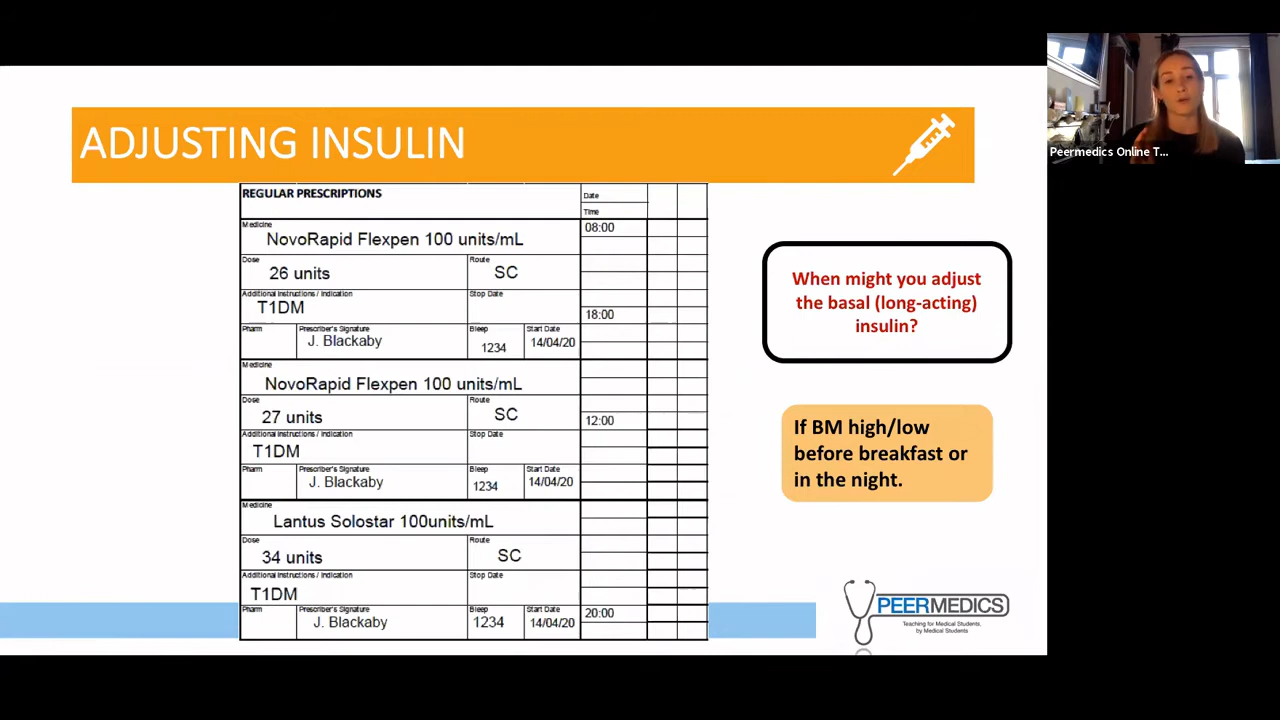 Peermedics Online T...
ADJUSTING INSULIN
REGULAR PRESCRIPTIONS
Date
Time
Medicine
NovoRapid Flexpen 100 units/mL
08:00
Dose
Route
26 units
SC
Additional Instructions / Indication
Stop Date
T1DM
18:00
Pharm
Prescriber's Signature
Bleep
Start Date
J. Blackaby
1234
14/04/20
Medicine
NovoRapid Flexpen 100 units/mL
Dose
Route
27 units
SC
12:00
Additional Instructions / Indication
Stop Date
T1DM
Pharm
Prescriber's Signature
Bleep
Start Date
J. Blackaby
1234
14/04/20
Medicine
Lantus Solostar 100units/mL
Dose
Route
34 units
SC
Additional Instructions / Indication
Stop Date
T1DM
Pharm
Prescriber's Signature
Bleep
Start Date
J. Blackaby
1234
14/04/20
20:00
When might you adjust
the basal (long-acting)
insulin?
If BM high/low
before breakfast or
in the night.
PEERMEDICS
Teaching for Medical Students,
by Medical Students